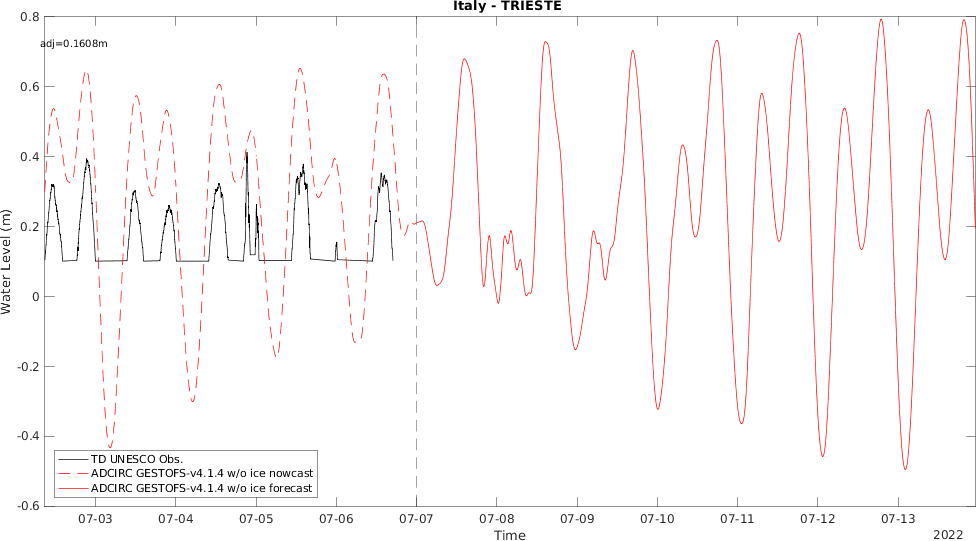 Italy - TRIESTE
adj=0.1608m
Water Level (m)
0.8
0.6
0.4
0.2
0
-0.2
-0.4
-0.6
TD UNESCO Obs.
ADCIRC GESTOFS-v4.1.4 w/o ice nowcast
ADCIRC GESTOFS-v4.1.4 w/o ice forecast
07-03 07-04 07-05 07-06 07-07 07-08 07-09 07-10 07-11 07-12 07-13
Time
2022